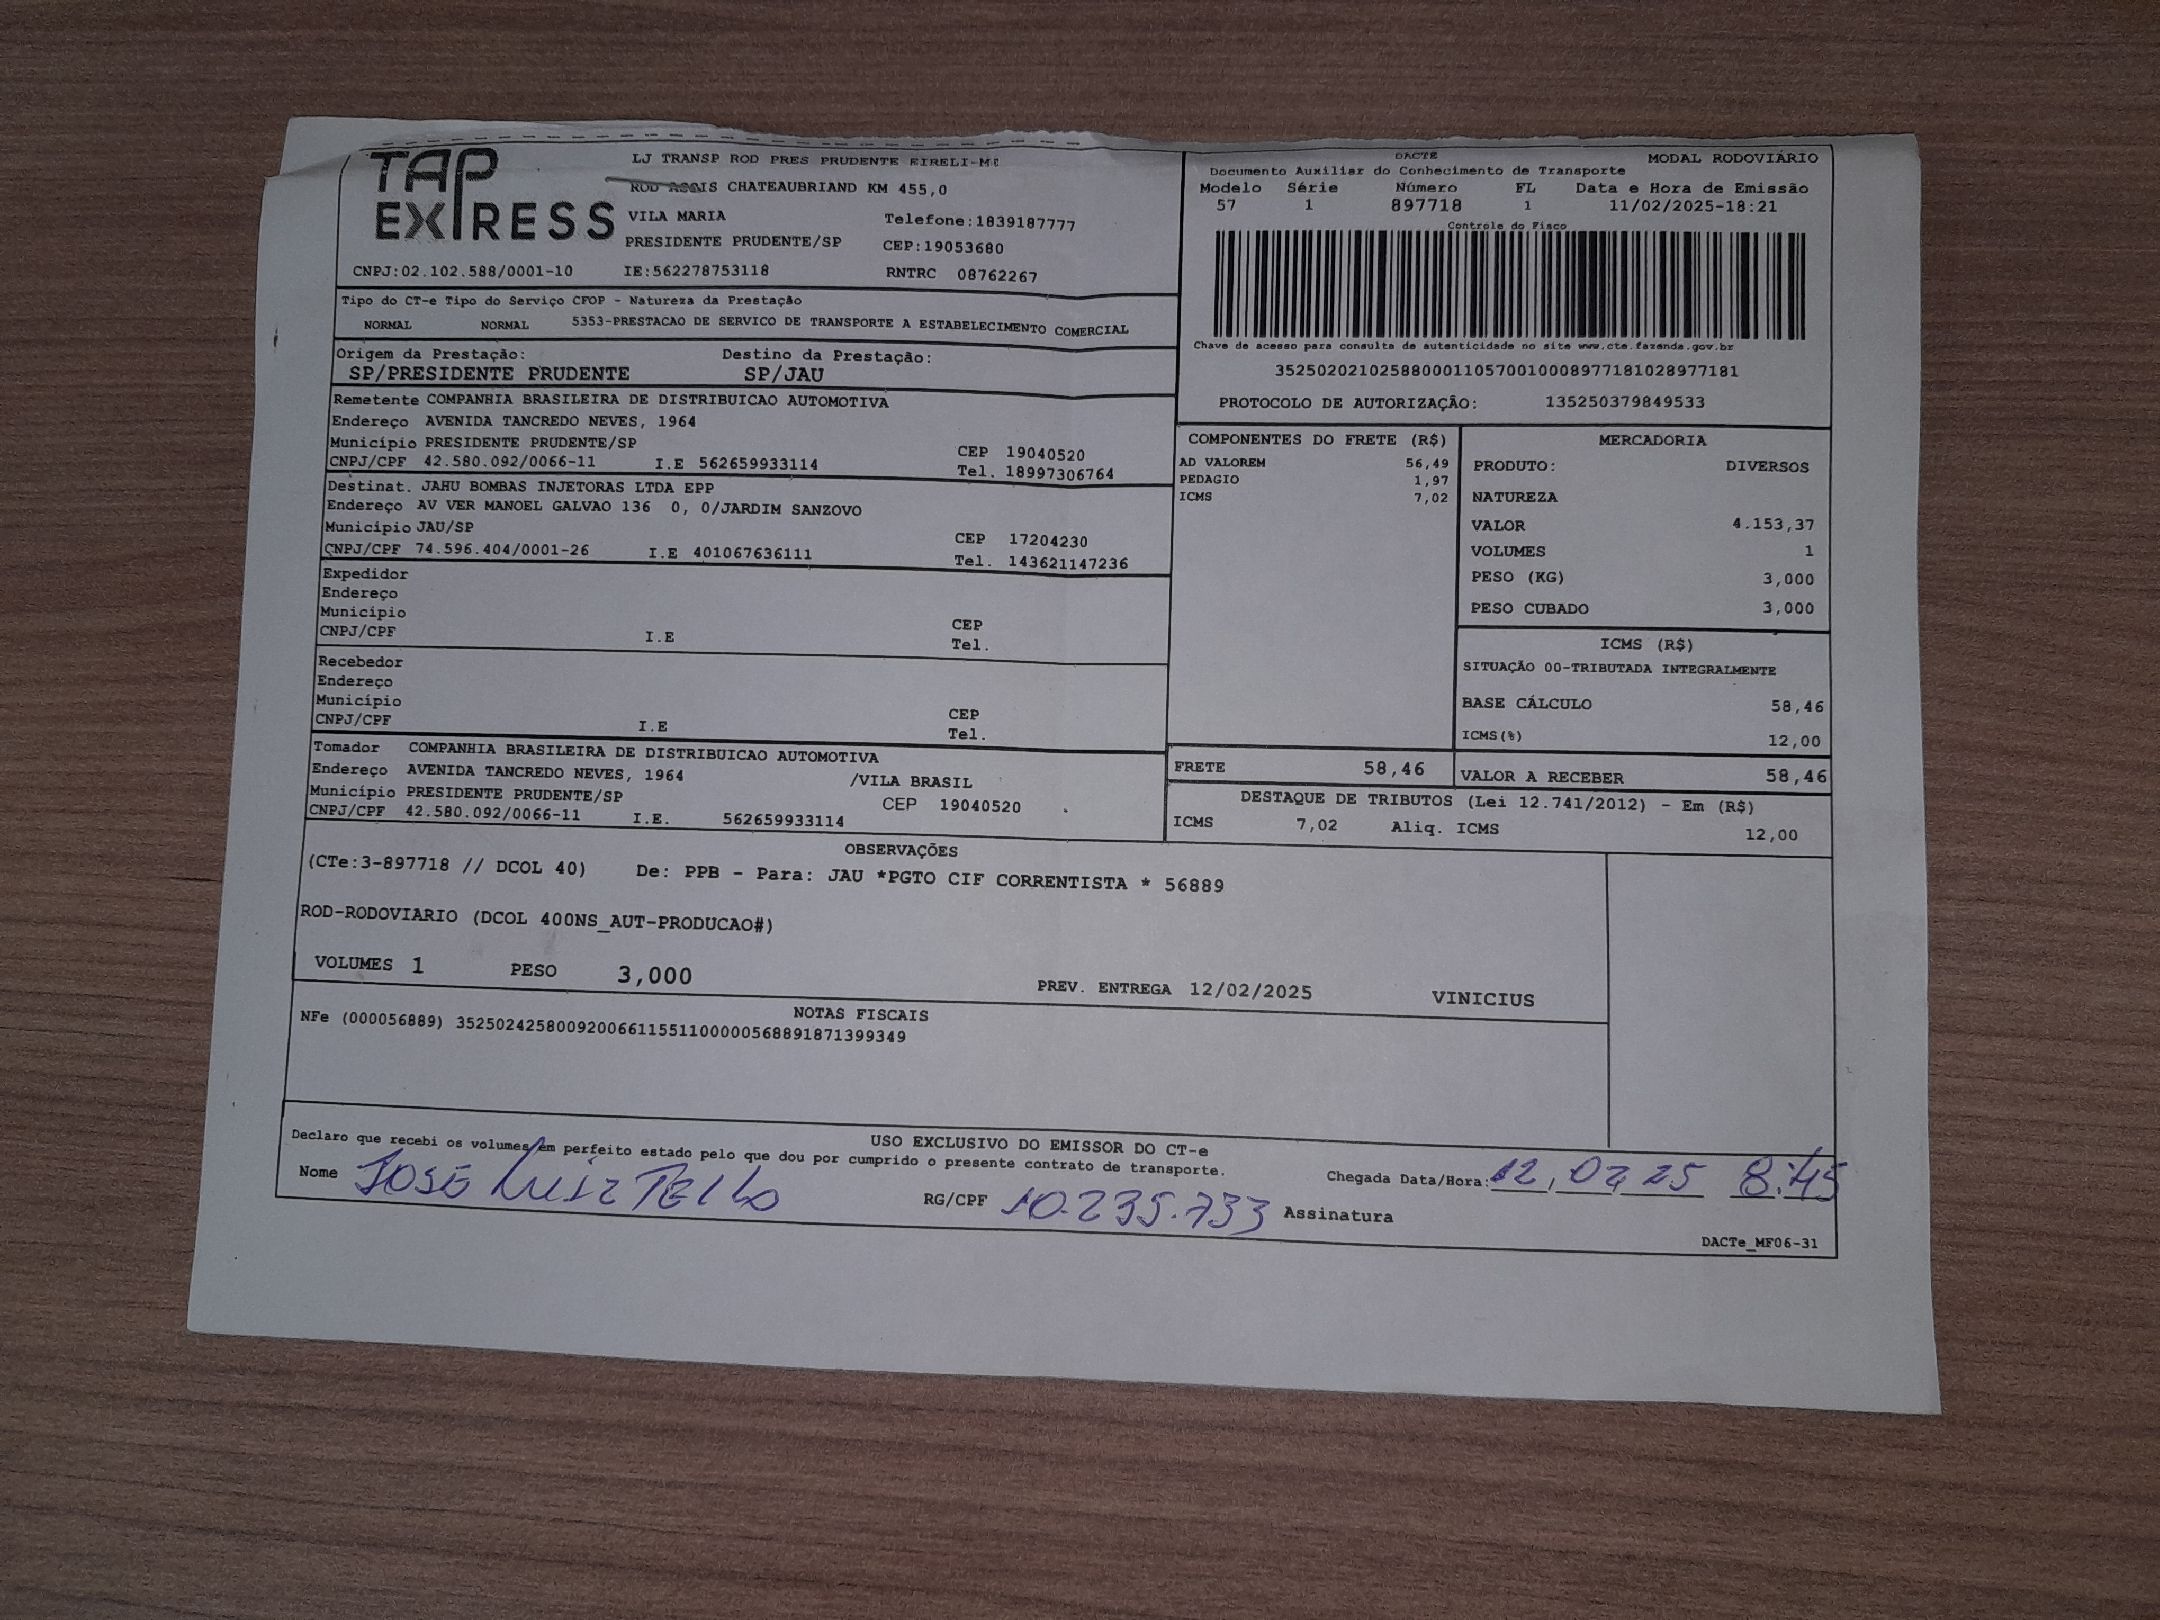 TAP EXPRESS
LJ TRANSP ROD PRES PRUDENTE EIRELI-ME
ROD ASSIS CHATEAUBRIAND KM 455,0
VILA MARIA Telefone:1839187777
PRESIDENTE PRUDENTE/SP CEP:19053680
CNPJ:02.102.588/0001-10 IE:562278753118 RNTRC 08762267
DACTE MODAL RODOVIÁRIO
Documento Auxiliar do Conhecimento de Transporte
Modelo Série Número FL Data e Hora de Emissão
57 1 897718 1 11/02/2025-18:21
Controle do Fisco
Chave de acesso para consulta de autenticidade no site www.cte.fazenda.gov.br
35250202102588000110570010008977181028977181
PROTOCOLO DE AUTORIZAÇÃO: 135250379849533
Tipo do CT-e Tipo do Serviço CFOP - Natureza da Prestação
NORMAL NORMAL 5353-PRESTACAO DE SERVICO DE TRANSPORTE A ESTABELECIMENTO COMERCIAL
Origem da Prestação: Destino da Prestação:
SP/PRESIDENTE PRUDENTE SP/JAU
Remetente COMPANHIA BRASILEIRA DE DISTRIBUICAO AUTOMOTIVA
Endereço AVENIDA TANCREDO NEVES, 1964
Município PRESIDENTE PRUDENTE/SP CEP 19040520
CNPJ/CPF 42.580.092/0066-11 I.E 562659933114 Tel. 18997306764
Destinat. JAHU BOMBAS INJETORAS LTDA EPP
Endereço AV VER MANOEL GALVAO 136 0, 0/JARDIM SANZOVO
Município JAU/SP CEP 17204230
CNPJ/CPF 74.596.404/0001-26 I.E 401067636111 Tel. 143621147236
Expedidor
Endereço
Município CEP
CNPJ/CPF I.E Tel.
Recebedor
Endereço
Município CEP
CNPJ/CPF I.E Tel.
Tomador COMPANHIA BRASILEIRA DE DISTRIBUICAO AUTOMOTIVA
Endereço AVENIDA TANCREDO NEVES, 1964 /VILA BRASIL
Município PRESIDENTE PRUDENTE/SP CEP 19040520
CNPJ/CPF 42.580.092/0066-11 I.E. 562659933114
COMPONENTES DO FRETE (R$)
AD VALOREM 56,49
PEDAGIO 1,97
ICMS 7,02
MERCADORIA
PRODUTO: DIVERSOS
NATUREZA
VALOR 4.153,37
VOLUMES 1
PESO (KG) 3,000
PESO CUBADO 3,000
ICMS (R$)
SITUAÇÃO 00-TRIBUTADA INTEGRALMENTE
BASE CÁLCULO 58,46
ICMS(%) 12,00
FRETE 58,46 VALOR A RECEBER 58,46
DESTAQUE DE TRIBUTOS (Lei 12.741/2012) - Em (R$)
ICMS 7,02 Aliq. ICMS 12,00
OBSERVAÇÕES
(CTe:3-897718 // DCOL 40) De: PPB - Para: JAU *PGTO CIF CORRENTISTA * 56889
ROD-RODOVIARIO (DCOL 400NS_AUT-PRODUCAO#)
VOLUMES 1 PESO 3,000 PREV. ENTREGA 12/02/2025 VINICIUS
NOTAS FISCAIS
NFe (000056889) 35250242580092006611551100000568891871399349
USO EXCLUSIVO DO EMISSOR DO CT-e
Declaro que recebi os volumes em perfeito estado pelo que dou por cumprido o presente contrato de transporte.
Nome JOSE LUIZ TELLO RG/CPF 10.235.733 Assinatura
Chegada Data/Hora: 12, 02, 25 8:45
DACTe_MF06-31